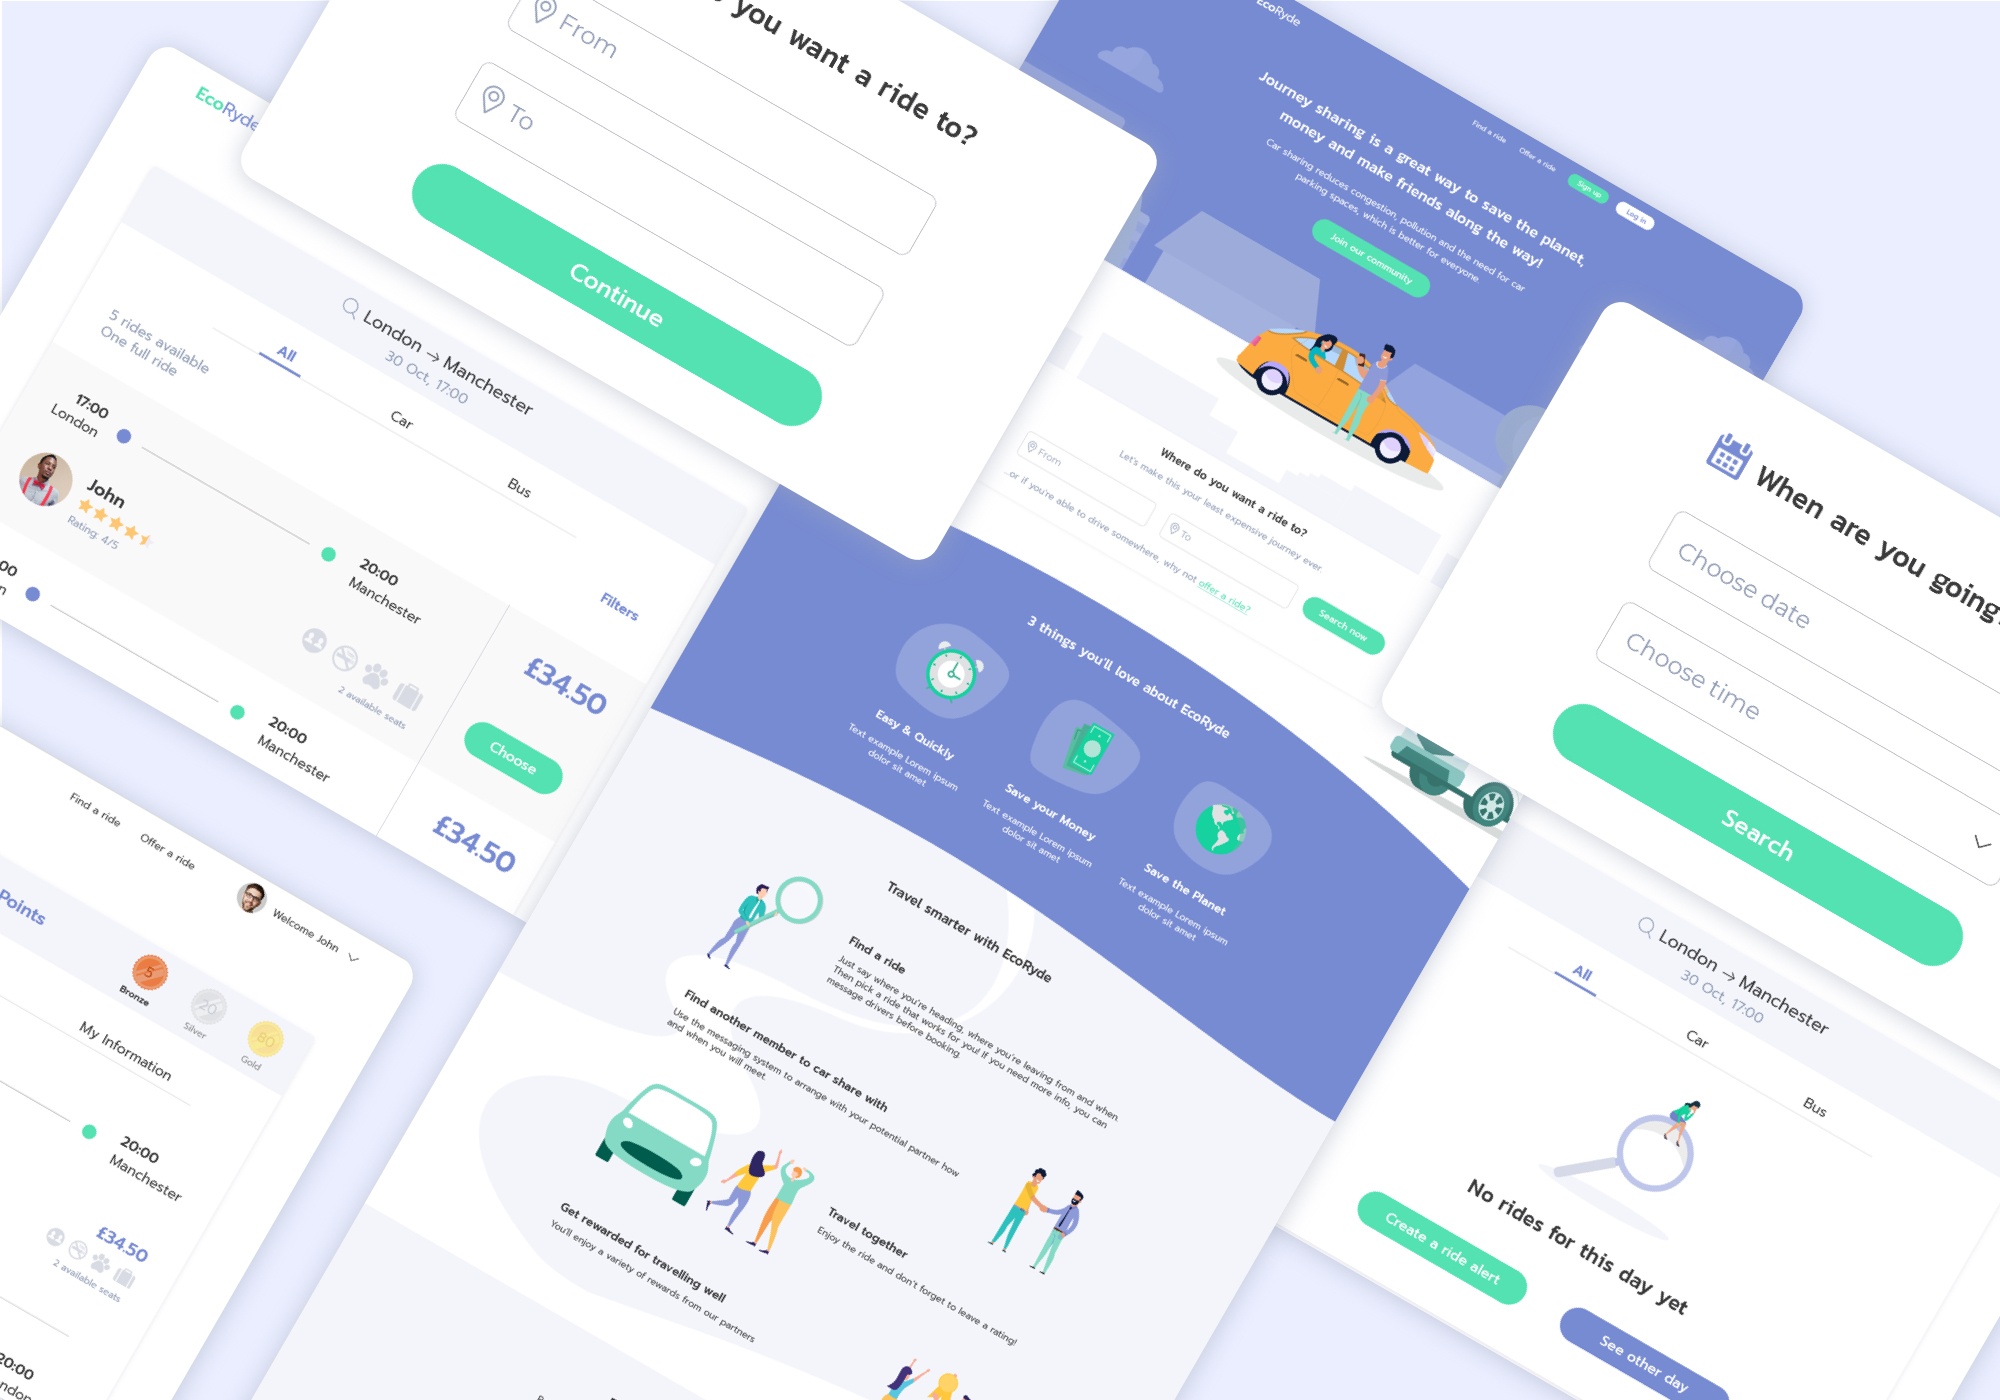 you want a ride to?
From
To
Continue
EcoRyde
London → Manchester
30 Oct, 17:00
5 rides available
One full ride
All
Car
Bus
Filters
17:00
London
20:00
Manchester
John
Rating: 4/5
2 available seats
£34.50
Choose
20:00
Manchester
£34.50
Find a ride
Offer a ride
Welcome John
Points
5
Bronze
20
Silver
80
Gold
My Information
20:00
Manchester
£34.50
2 available seats
EcoRyde
Find a ride
Offer a ride
Sign up
Log in
Journey sharing is a great way to save the planet,
money and make friends along the way!
Car sharing reduces congestion, pollution and the need for car
parking spaces, which is better for everyone
Join our community
Where do you want a ride to?
Let's make this your least expensive journey ever.
From
To
Search now
...or if you're able to drive somewhere, why not offer a ride?
3 things you'll love about EcoRyde
Easy & Quickly
Text example Lorem ipsum
dolor sit amet
Save your Money
Text example Lorem ipsum
dolor sit amet
Save the Planet
Text example Lorem ipsum
dolor sit amet
Travel smarter with EcoRyde
Find a ride
Just say where you're heading, where you're leaving from and when
Then pick a ride that works for you! If you need more info, you can
message drivers before booking.
Find another member to car share with
Use the messaging system to arrange with your potential partner how
and when you will meet.
Travel together
Enjoy the ride and don't forget to leave a rating!
Get rewarded for travelling well
You'll enjoy a variety of rewards from our partners
When are you going?
Choose date
Choose time
Search
London → Manchester
30 Oct, 17:00
All
Car
Bus
No rides for this day yet
Create a ride alert
See other day